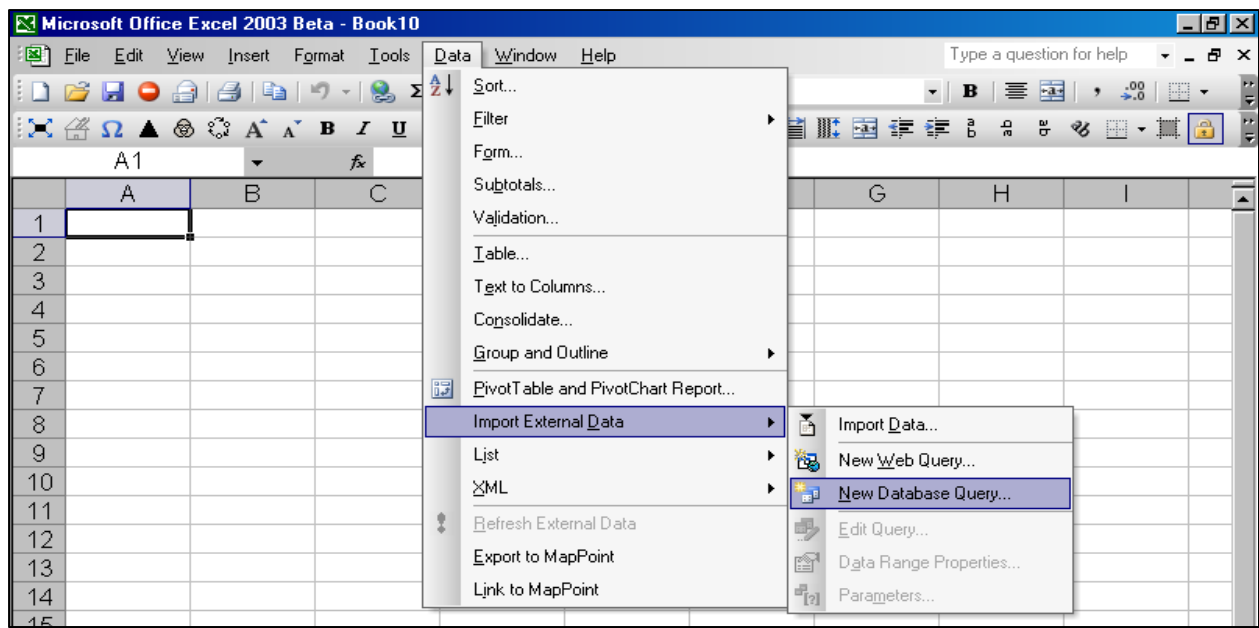 Microsoft Office Excel 2003 Beta - Book10
File Edit View Insert Format Tools Data Window Help Type a question for help
A1 fx
A B C G H I
Sort...
Filter
Form...
Subtotals...
Validation...
Table...
Text to Columns...
Consolidate...
Group and Outline
PivotTable and PivotChart Report...
Import External Data
List
XML
Refresh External Data
Export to MapPoint
Link to MapPoint
Import Data...
New Web Query...
New Database Query...
Edit Query...
Data Range Properties...
Parameters...
1
2
3
4
5
6
7
8
9
10
11
12
13
14
15